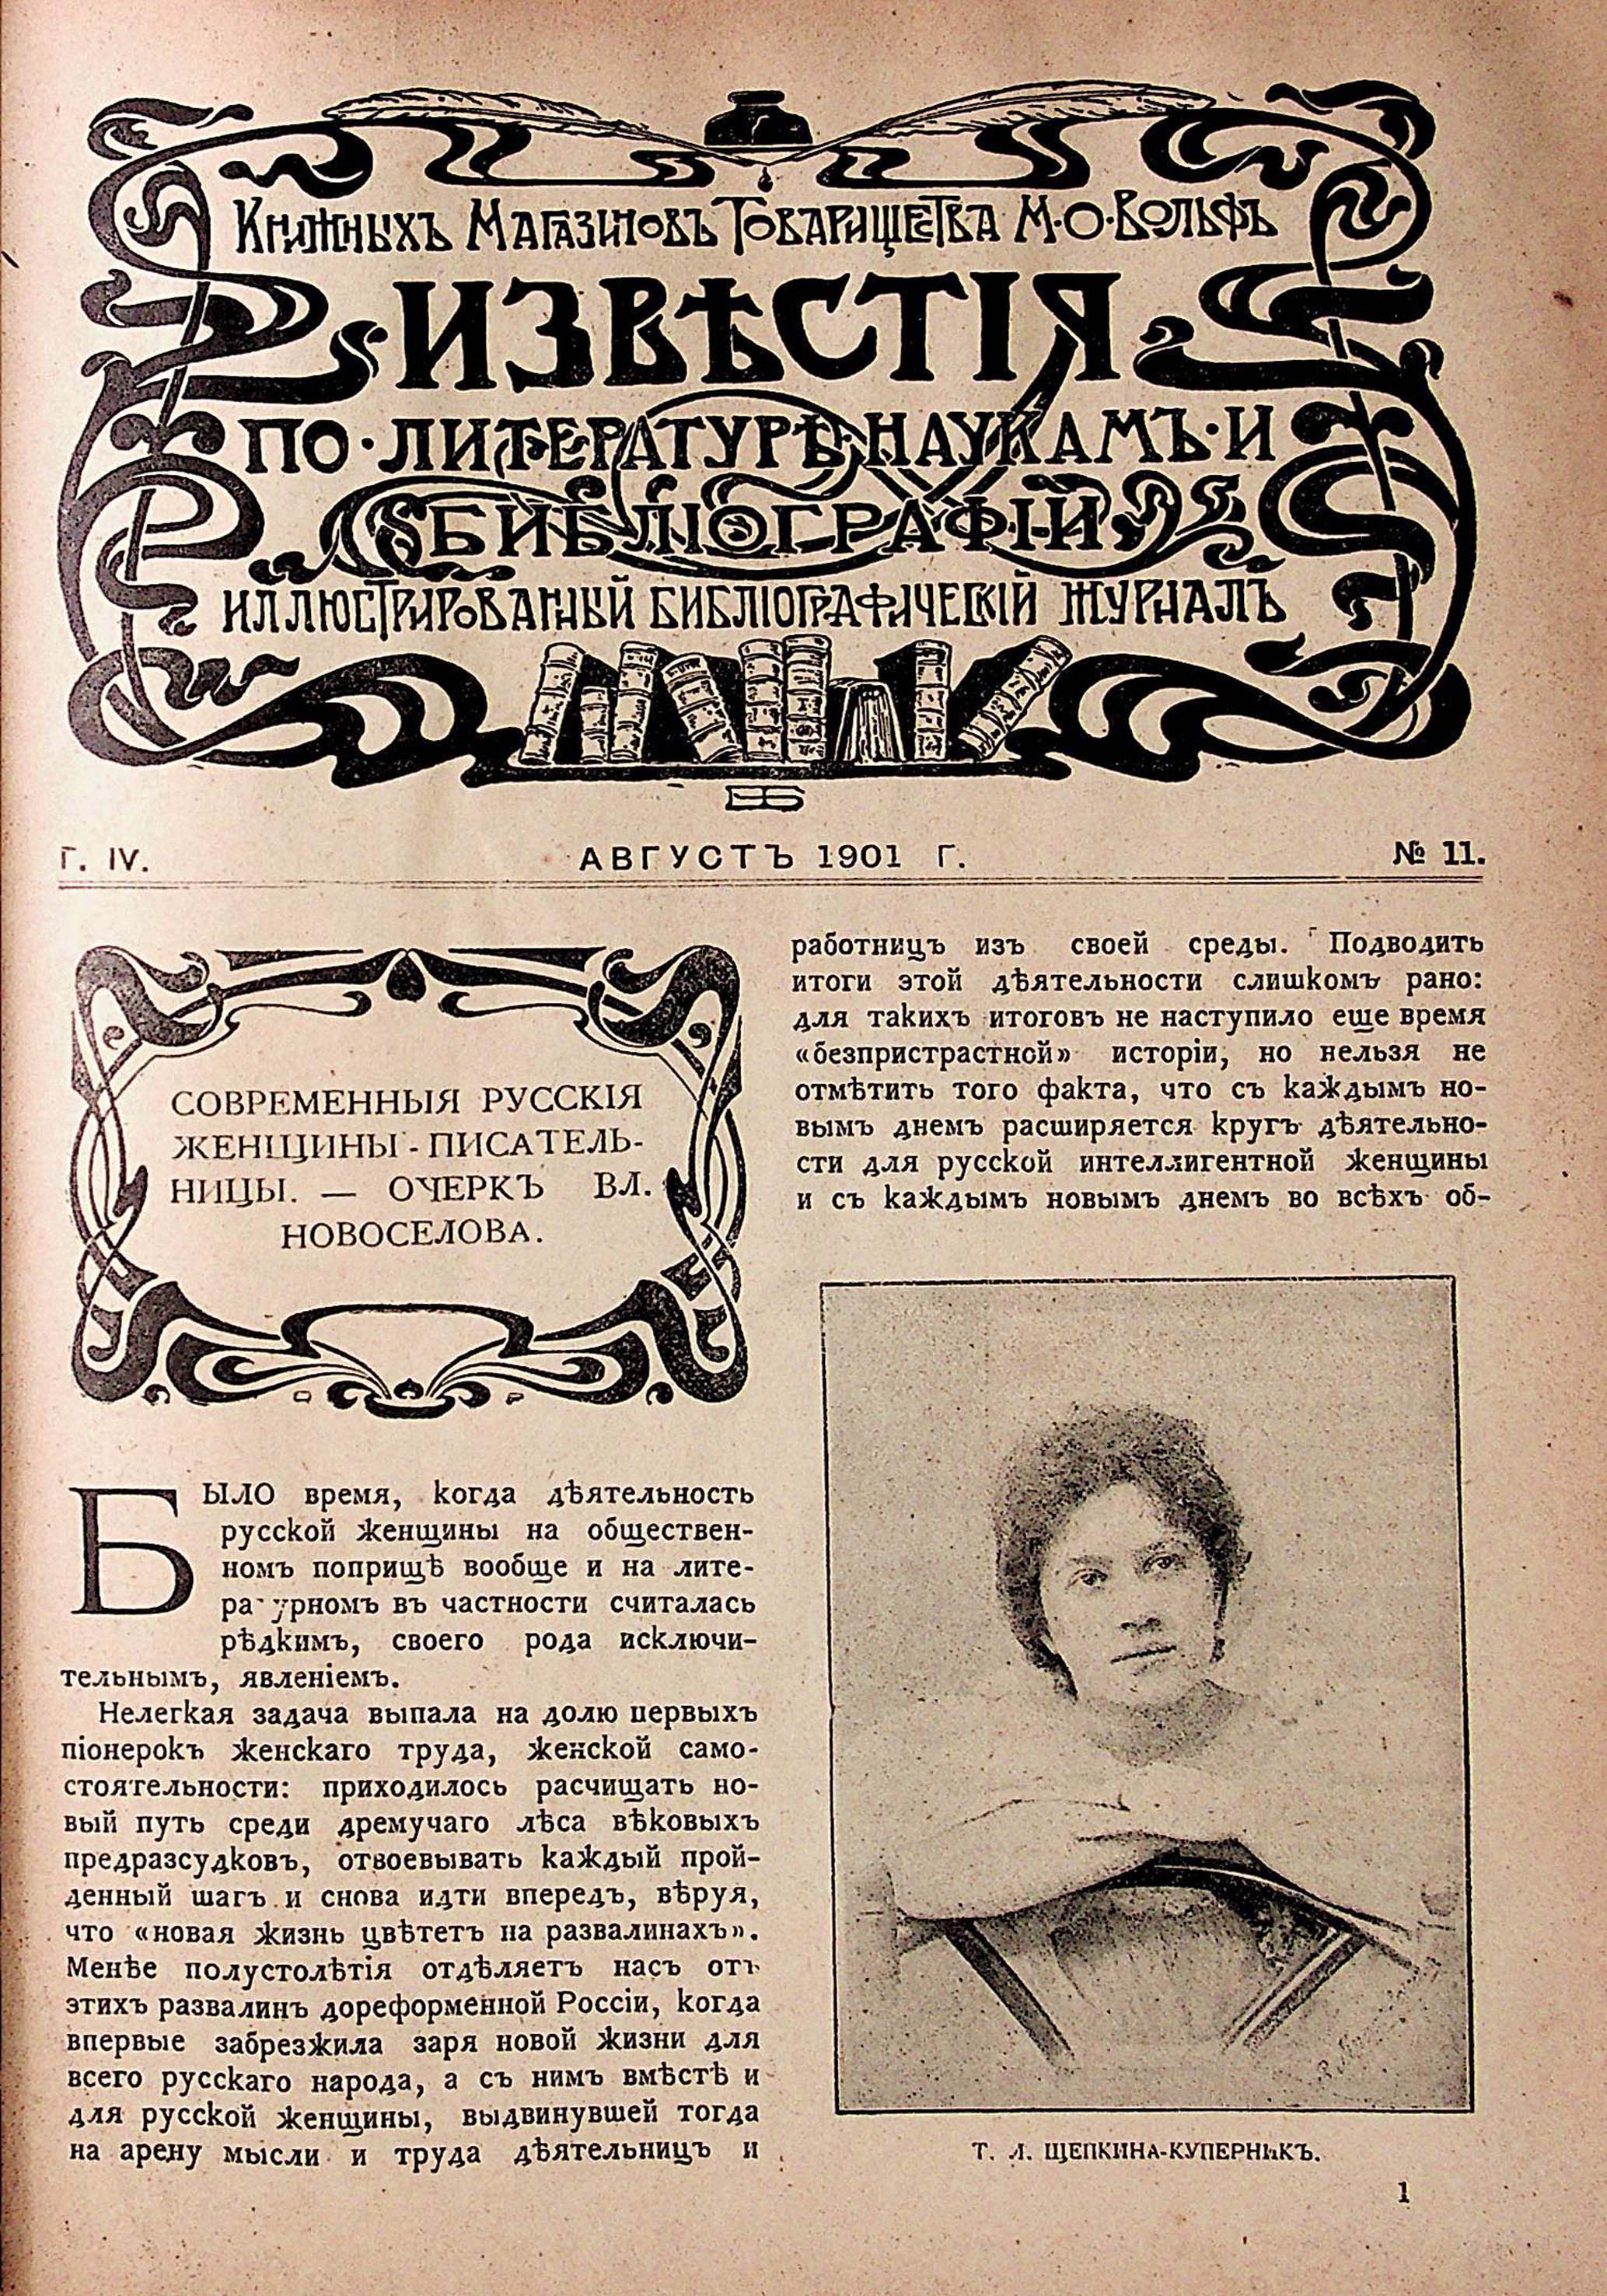 Книжныхъ Магазиновъ Товарищества М·О·Вольфъ
ИЗВѢСТІЯ
ПО·ЛИТЕРАТУРѢ·НАУКАМЪ·И
БИБЛІОГРАФІИ
ИЛЛЮСТРИРОВАННЫЙ БИБЛІОГРАФИЧЕСКІЙ ЖУРНАЛЪ
Г. IV.
АВГУСТЪ 1901 Г.
№ 11.
СОВРЕМЕННЫЯ РУССКІЯ
ЖЕНЩИНЫ-ПИСАТЕЛЬ-
НИЦЫ. — ОЧЕРКЪ ВЛ.
НОВОСЕЛОВА.
БЫЛО время, когда дѣятельность
русской женщины на обществен-
номъ поприщѣ вообще и на лите-
ратурномъ въ частности считалась
рѣдкимъ, своего рода исключи-
тельнымъ, явленіемъ.
Нелегкая задача выпала на долю первыхъ
піонерокъ женскаго труда, женской само-
стоятельности: приходилось расчищать но-
вый путь среди дремучаго лѣса вѣковыхъ
предразсудковъ, отвоевывать каждый прой-
денный шагъ и снова идти впередъ, вѣруя,
что «новая жизнь цвѣтетъ на развалинахъ».
Менѣе полустолѣтія отдѣляетъ насъ отъ
этихъ развалинъ дореформенной Россіи, когда
впервые забрезжила заря новой жизни для
всего русскаго народа, а съ нимъ вмѣстѣ и
для русской женщины, выдвинувшей тогда
на арену мысли и труда дѣятельницъ и
работницъ изъ своей среды. Подводить
итоги этой дѣятельности слишкомъ рано:
для такихъ итоговъ не наступило еще время
«безпристрастной» исторіи, но нельзя не
отмѣтить того факта, что съ каждымъ но-
вымъ днемъ расширяется кругъ дѣятельно-
сти для русской интеллигентной женщины
и съ каждымъ новымъ днемъ во всѣхъ об-
Т. Л. ЩЕПКИНА-КУПЕРНИКЪ.
1